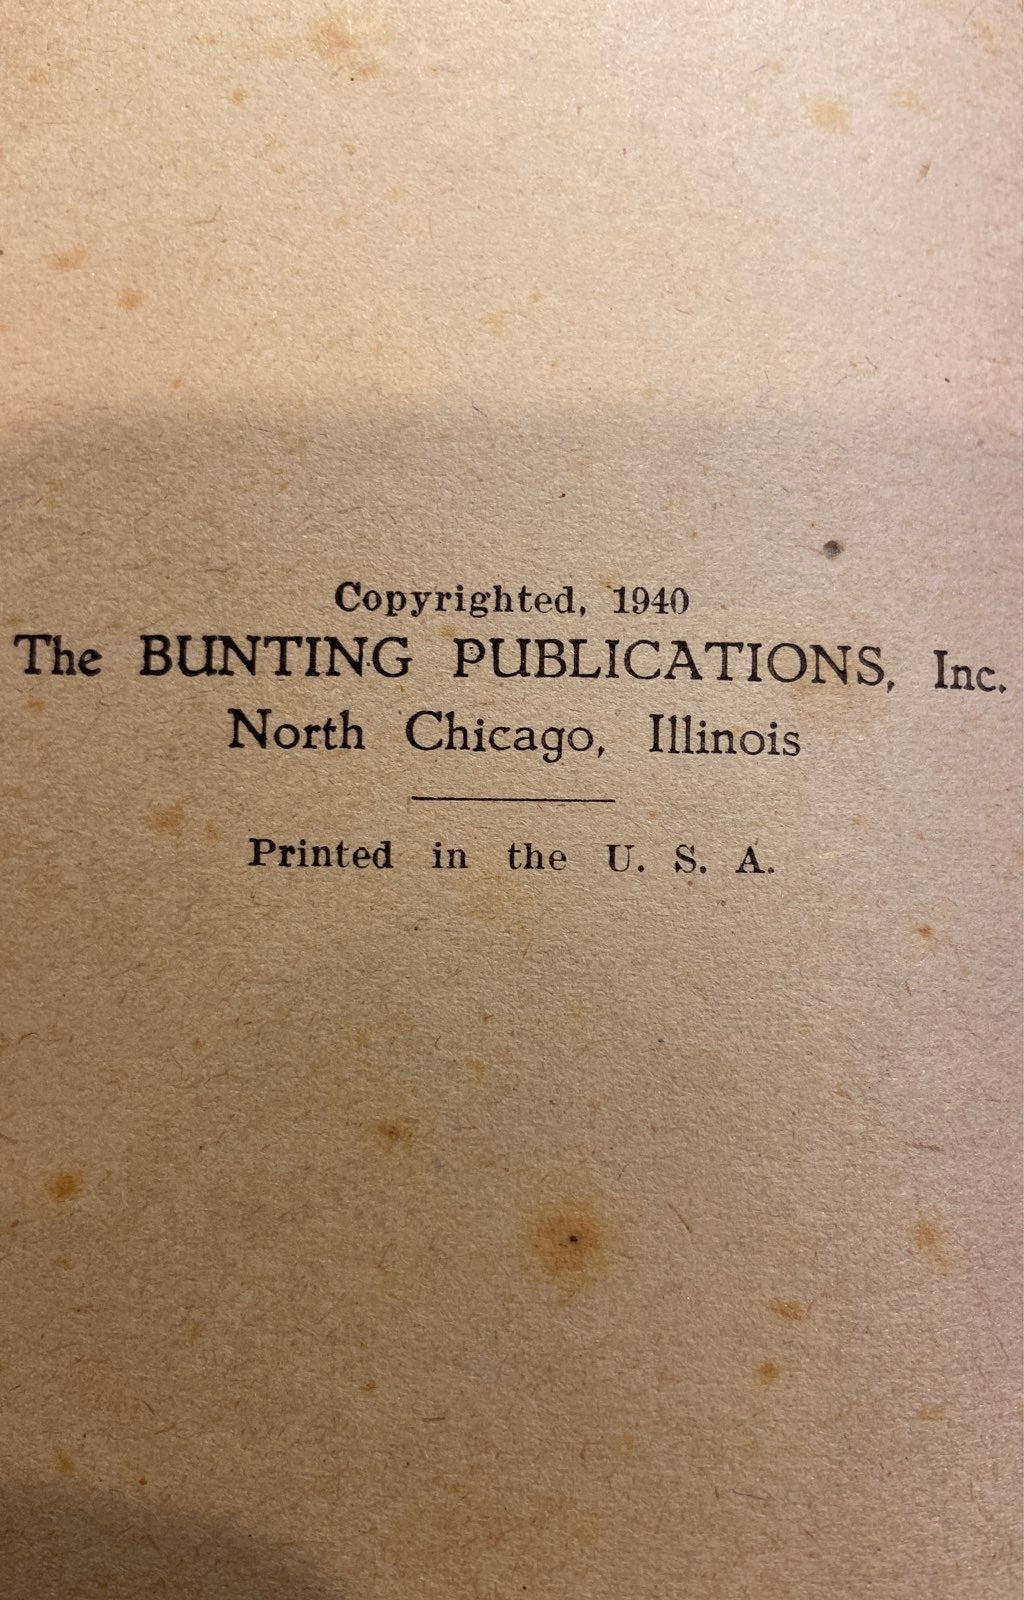 Copyrighted, 1940
The BUNTING PUBLICATIONS, Inc.
North Chicago, Illinois
Printed in the U. S. A.